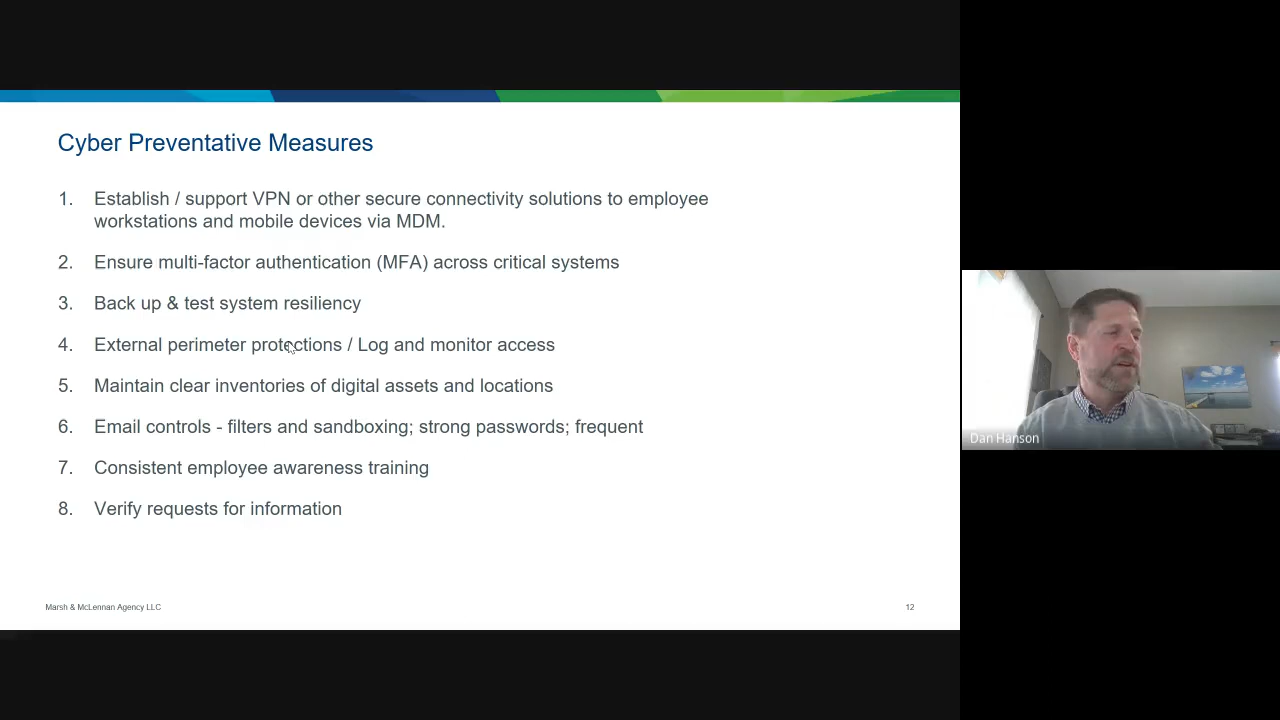 Cyber Preventative Measures
1. Establish / support VPN or other secure connectivity solutions to employee
workstations and mobile devices via MDM.
2. Ensure multi-factor authentication (MFA) across critical systems
3. Back up & test system resiliency
4. External perimeter protections / Log and monitor access
5. Maintain clear inventories of digital assets and locations
6. Email controls - filters and sandboxing; strong passwords; frequent
7. Consistent employee awareness training
8. Verify requests for information
Marsh & McLennan Agency LLC
12
Dan Hanson